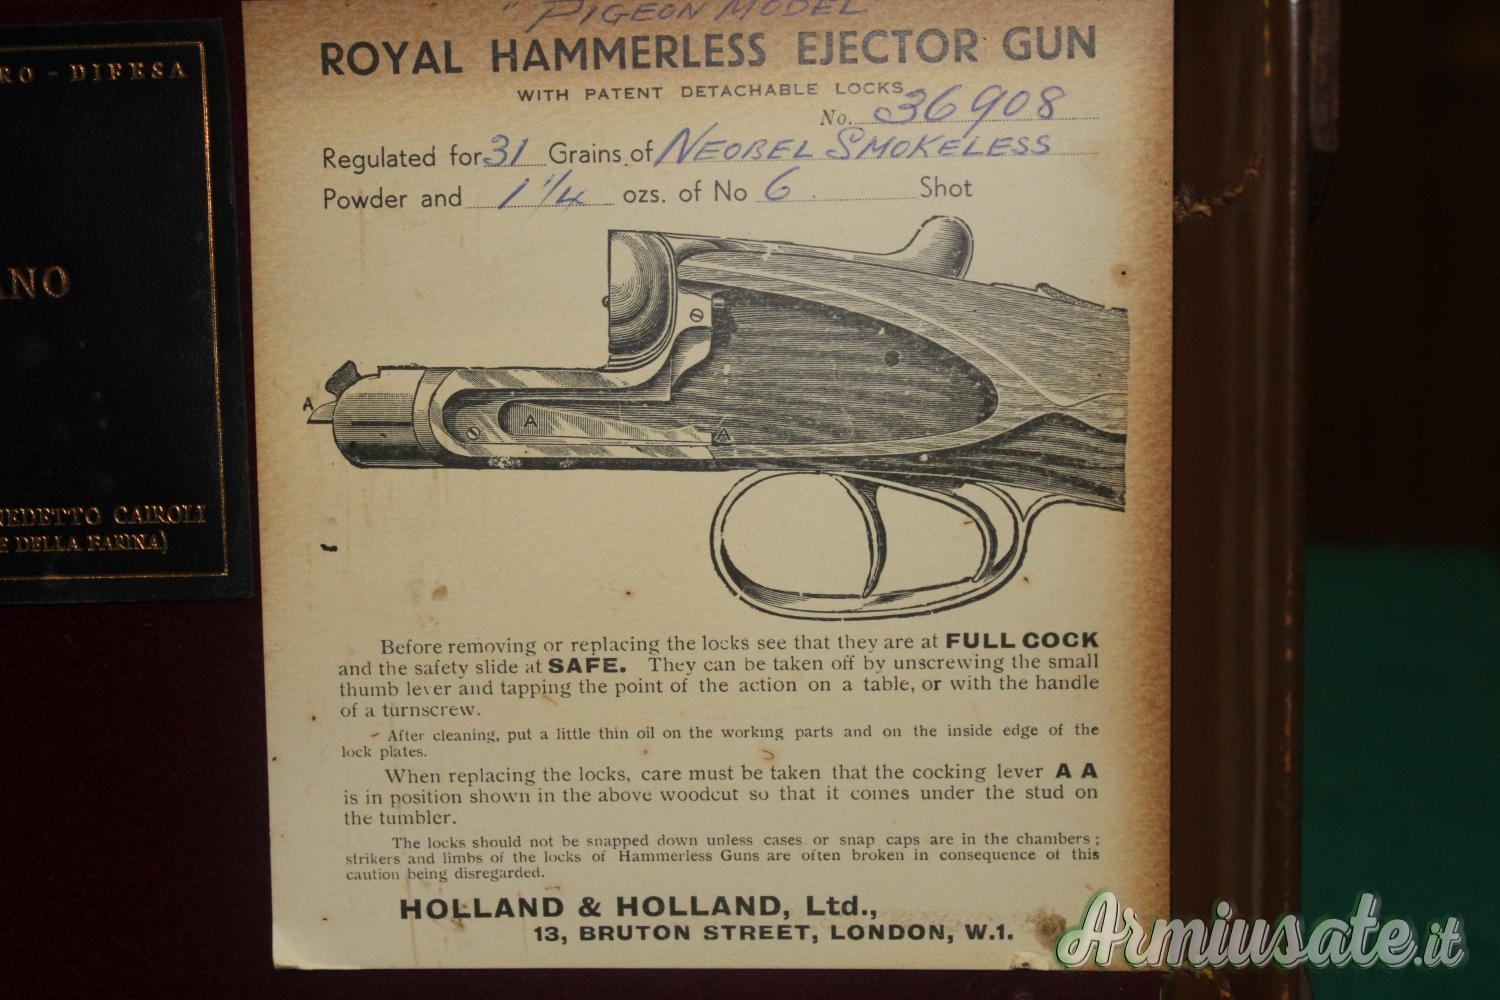 "PIGEON MODEL"
ROYAL HAMMERLESS EJECTOR GUN
WITH PATENT DETACHABLE LOCKS
No. 36908
Regulated for 31 Grains of NEOBEL SMOKELESS
Powder and 1 1/4 ozs. of No 6 Shot
A
A
A
Before removing or replacing the locks see that they are at FULL COCK
and the safety slide at SAFE. They can be taken off by unscrewing the small
thumb lever and tapping the point of the action on a table, or with the handle
of a turnscrew.
After cleaning, put a little thin oil on the working parts and on the inside edge of the
lock plates.
When replacing the locks, care must be taken that the cocking lever A A
is in position shown in the above woodcut so that it comes under the stud on
the tumbler.
The locks should not be snapped down unless cases or snap caps are in the chambers;
strikers and limbs of the locks of Hammerless Guns are often broken in consequence of this
caution being disregarded.
HOLLAND & HOLLAND, Ltd.,
13, BRUTON STREET, LONDON, W.1.
RO - DIFESA
ANO
NEDETTO CAIROLI
E DELLA FARINA)
Armiusate.it